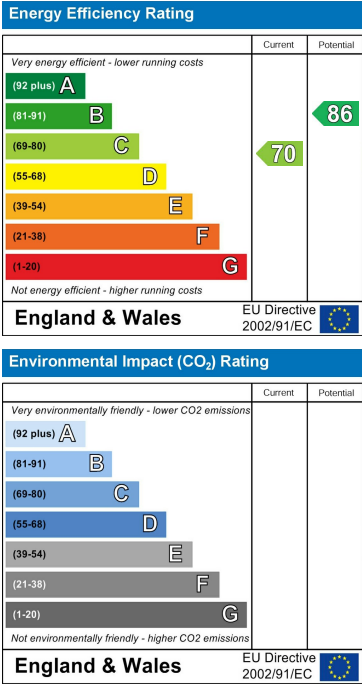 Energy Efficiency Rating
Current Potential
Very energy efficient - lower running costs
(92 plus) A
(81-91) B
(69-80) C
(55-68) D
(39-54) E
(21-38) F
(1-20) G
70
86
Not energy efficient - higher running costs
England & Wales
EU Directive
2002/91/EC
Environmental Impact (CO₂) Rating
Current Potential
Very environmentally friendly - lower CO2 emissions
(92 plus) A
(81-91) B
(69-80) C
(55-68) D
(39-54) E
(21-38) F
(1-20) G
Not environmentally friendly - higher CO2 emissions
England & Wales
EU Directive
2002/91/EC